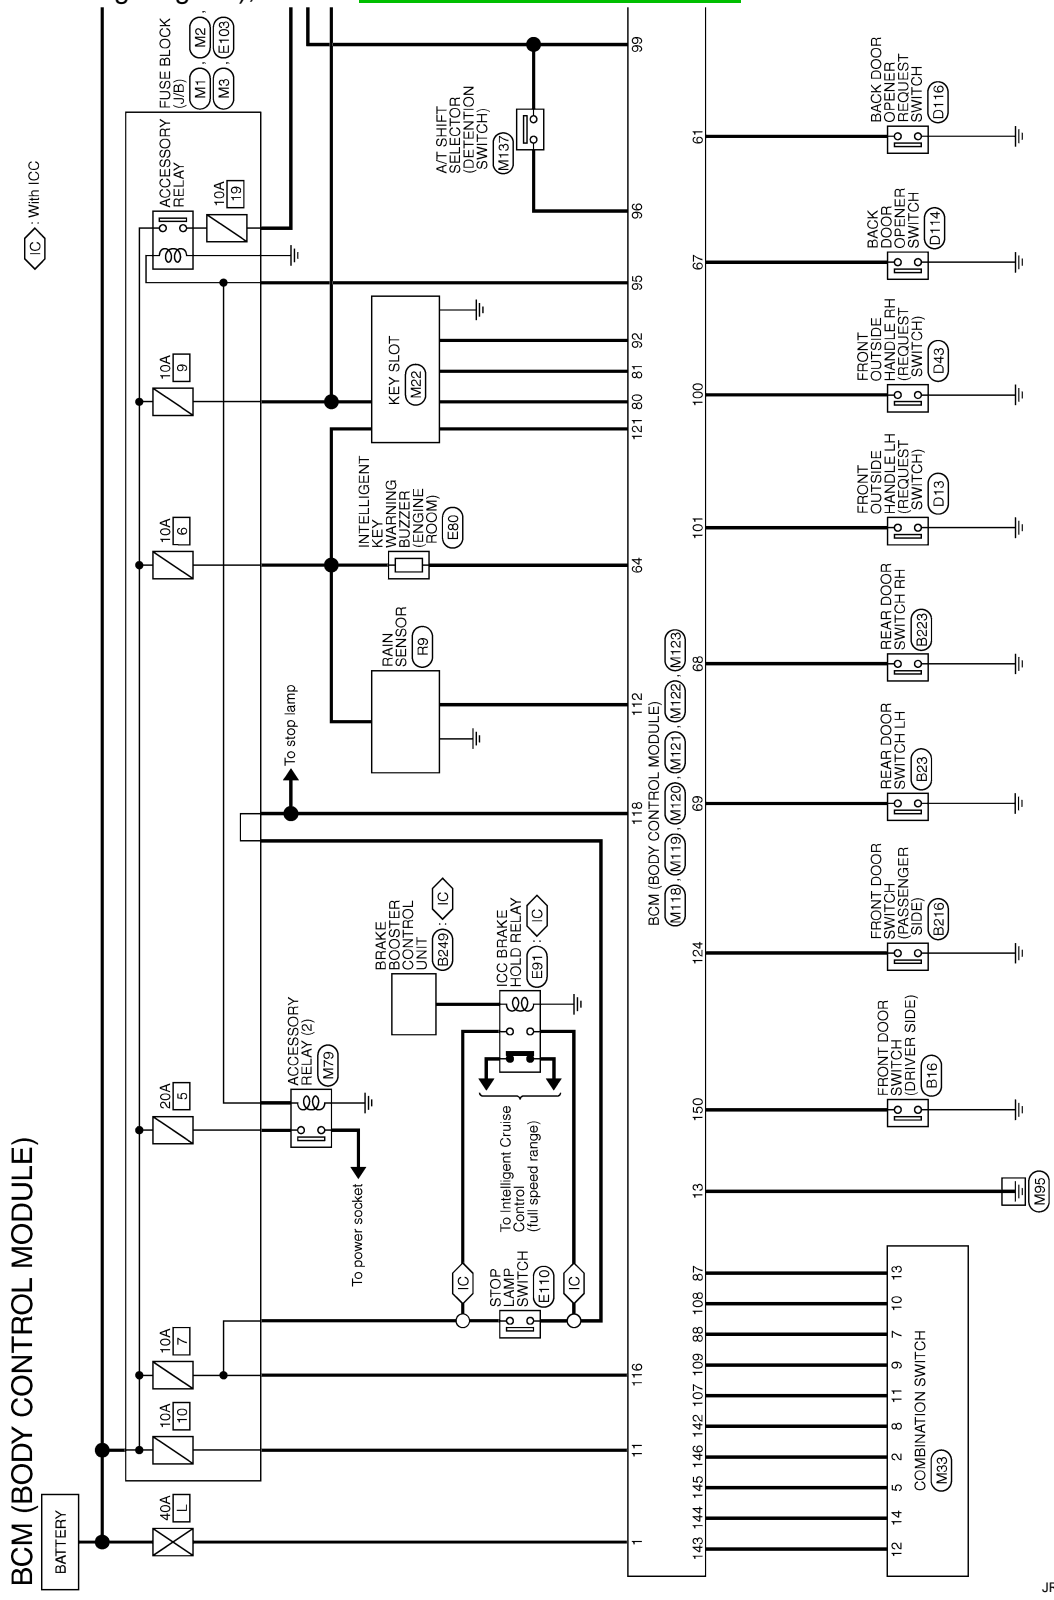 BCM (BODY CONTROL MODULE)
IC : With ICC
BATTERY
40A
L
10A
10
10A
7
20A
5
10A
6
10A
9
ACCESSORY
RELAY
10A
19
FUSE BLOCK
(J/B)
M1 , M2 ,
M3 , E103
To power socket
ACCESSORY
RELAY (2)
M79
To stop lamp
IC
STOP
LAMP
SWITCH
E110
IC
To Intelligent Cruise
Control
(full speed range)
BRAKE
BOOSTER
CONTROL
UNIT
B249 : IC
ICC BRAKE
HOLD RELAY
E91 : IC
RAIN
SENSOR
R9
INTELLIGENT
KEY
WARNING
BUZZER
(ENGINE
ROOM)
E80
KEY SLOT
M22
A/T SHIFT
SELECTOR
(DETENTION
SWITCH)
M137
1
11
116
118
112
64
121
80
81
92
95
96
99
BCM (BODY CONTROL MODULE)
M118 , M119 , M120 , M121 , M122 , M123
143
144
145
146
142
107
109
88
108
87
13
150
124
69
68
101
100
67
61
12
14
5
2
8
11
9
7
10
13
COMBINATION SWITCH
M33
M95
FRONT DOOR
SWITCH
(DRIVER SIDE)
B16
FRONT DOOR
SWITCH
(PASSENGER
SIDE)
B216
REAR DOOR
SWITCH LH
B23
REAR DOOR
SWITCH RH
B223
FRONT
OUTSIDE
HANDLE LH
(REQUEST
SWITCH)
D13
FRONT
OUTSIDE
HANDLE RH
(REQUEST
SWITCH)
D43
BACK
DOOR
OPENER
SWITCH
D114
BACK DOOR
OPENER
REQUEST
SWITCH
D116